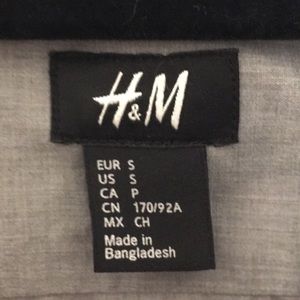 H&M
EUR S
US S
CA P
CN 170/92A
MX CH
Made in
Bangladesh